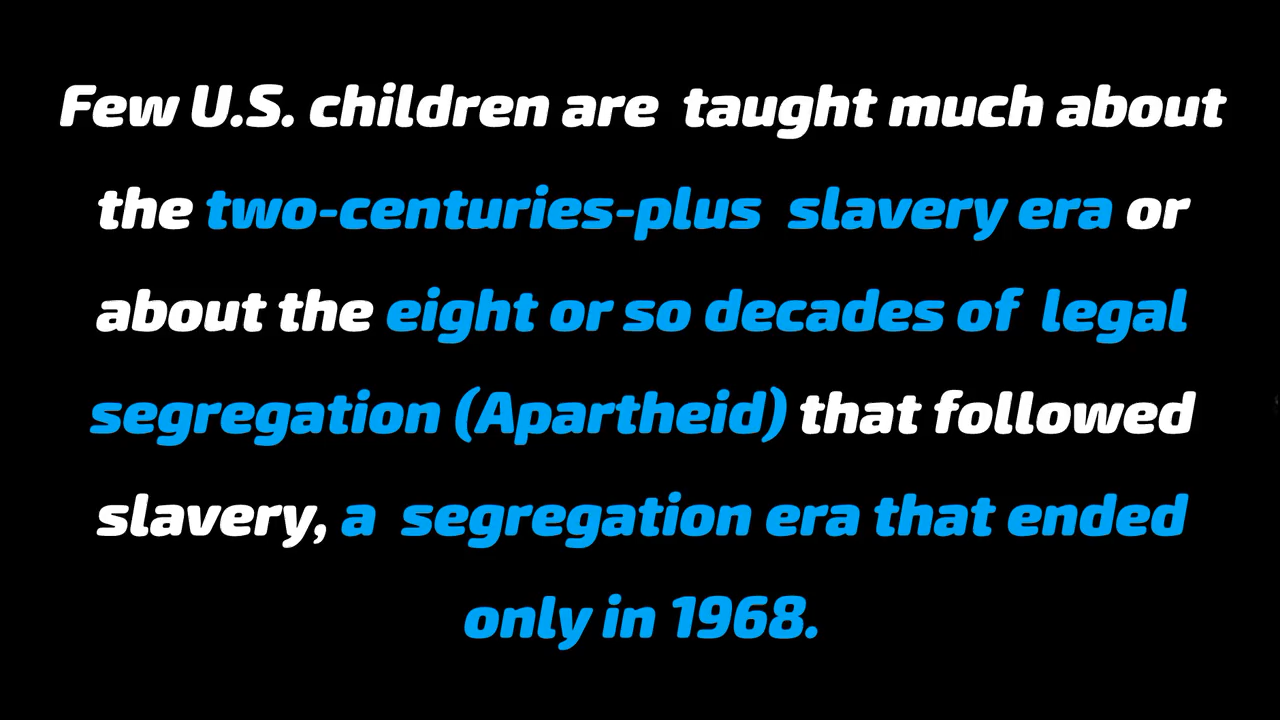 Few U.S. children are taught much about
the two-centuries-plus slavery era or
about the eight or so decades of legal
segregation (Apartheid) that followed
slavery, a segregation era that ended
only in 1968.